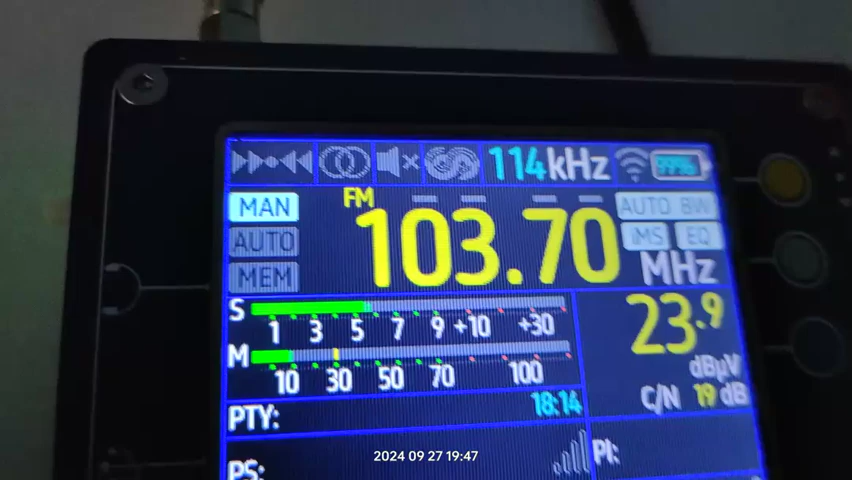 114kHz 99%
FM
MAN 103.70 AUTO BW
AUTO iMS EQ
MEM MHz
S
1 3 5 7 9 +10 +30
23.9
M
10 30 50 70 100
dBµV
C/N 19 dB
PTY: 18:14
PS: PI:
2024 09 27 19:47